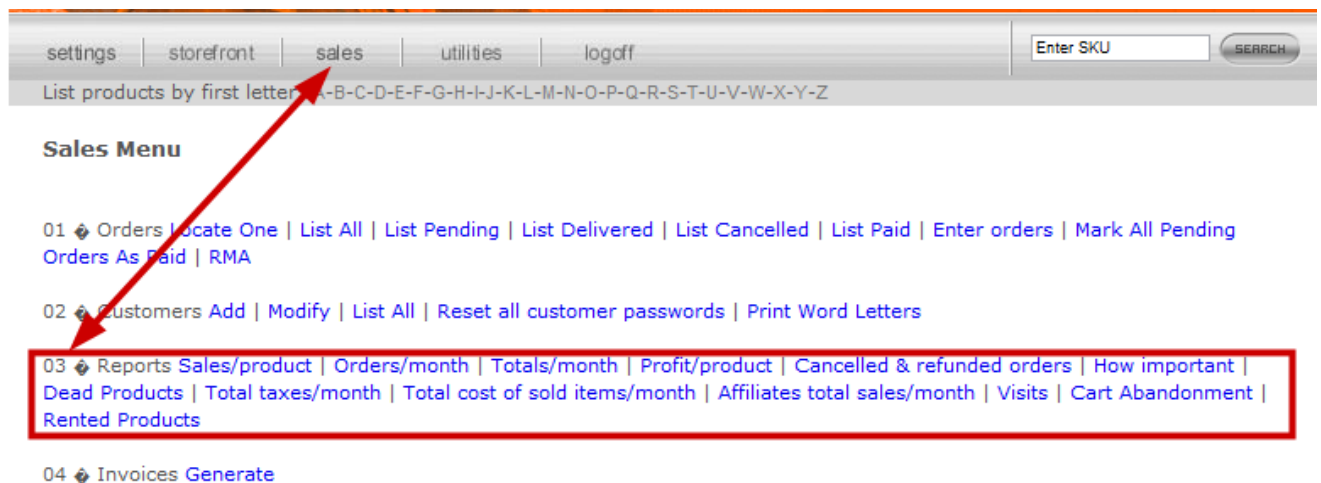 settings storefront sales utilities logoff Enter SKU SEARCH
List products by first letter A-B-C-D-E-F-G-H-I-J-K-L-M-N-O-P-Q-R-S-T-U-V-W-X-Y-Z
Sales Menu
01 � Orders Locate One | List All | List Pending | List Delivered | List Cancelled | List Paid | Enter orders | Mark All Pending
Orders As Paid | RMA
02 � Customers Add | Modify | List All | Reset all customer passwords | Print Word Letters
03 � Reports Sales/product | Orders/month | Totals/month | Profit/product | Cancelled & refunded orders | How important |
Dead Products | Total taxes/month | Total cost of sold items/month | Affiliates total sales/month | Visits | Cart Abandonment |
Rented Products
04 � Invoices Generate